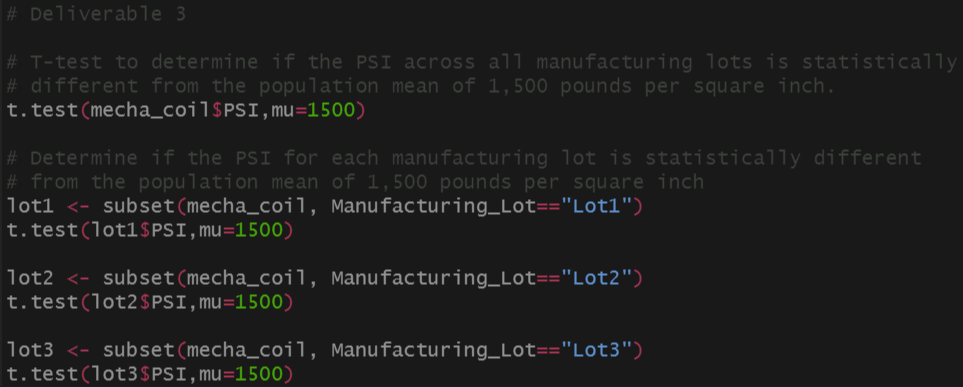 # Deliverable 3
# T-test to determine if the PSI across all manufacturing lots is statistically
# different from the population mean of 1,500 pounds per square inch.
t.test(mecha_coil$PSI,mu=1500)
# Determine if the PSI for each manufacturing lot is statistically different
# from the population mean of 1,500 pounds per square inch
lot1 <- subset(mecha_coil, Manufacturing_Lot=="Lot1")
t.test(lot1$PSI,mu=1500)
lot2 <- subset(mecha_coil, Manufacturing_Lot=="Lot2")
t.test(lot2$PSI,mu=1500)
lot3 <- subset(mecha_coil, Manufacturing_Lot=="Lot3")
t.test(lot3$PSI,mu=1500)